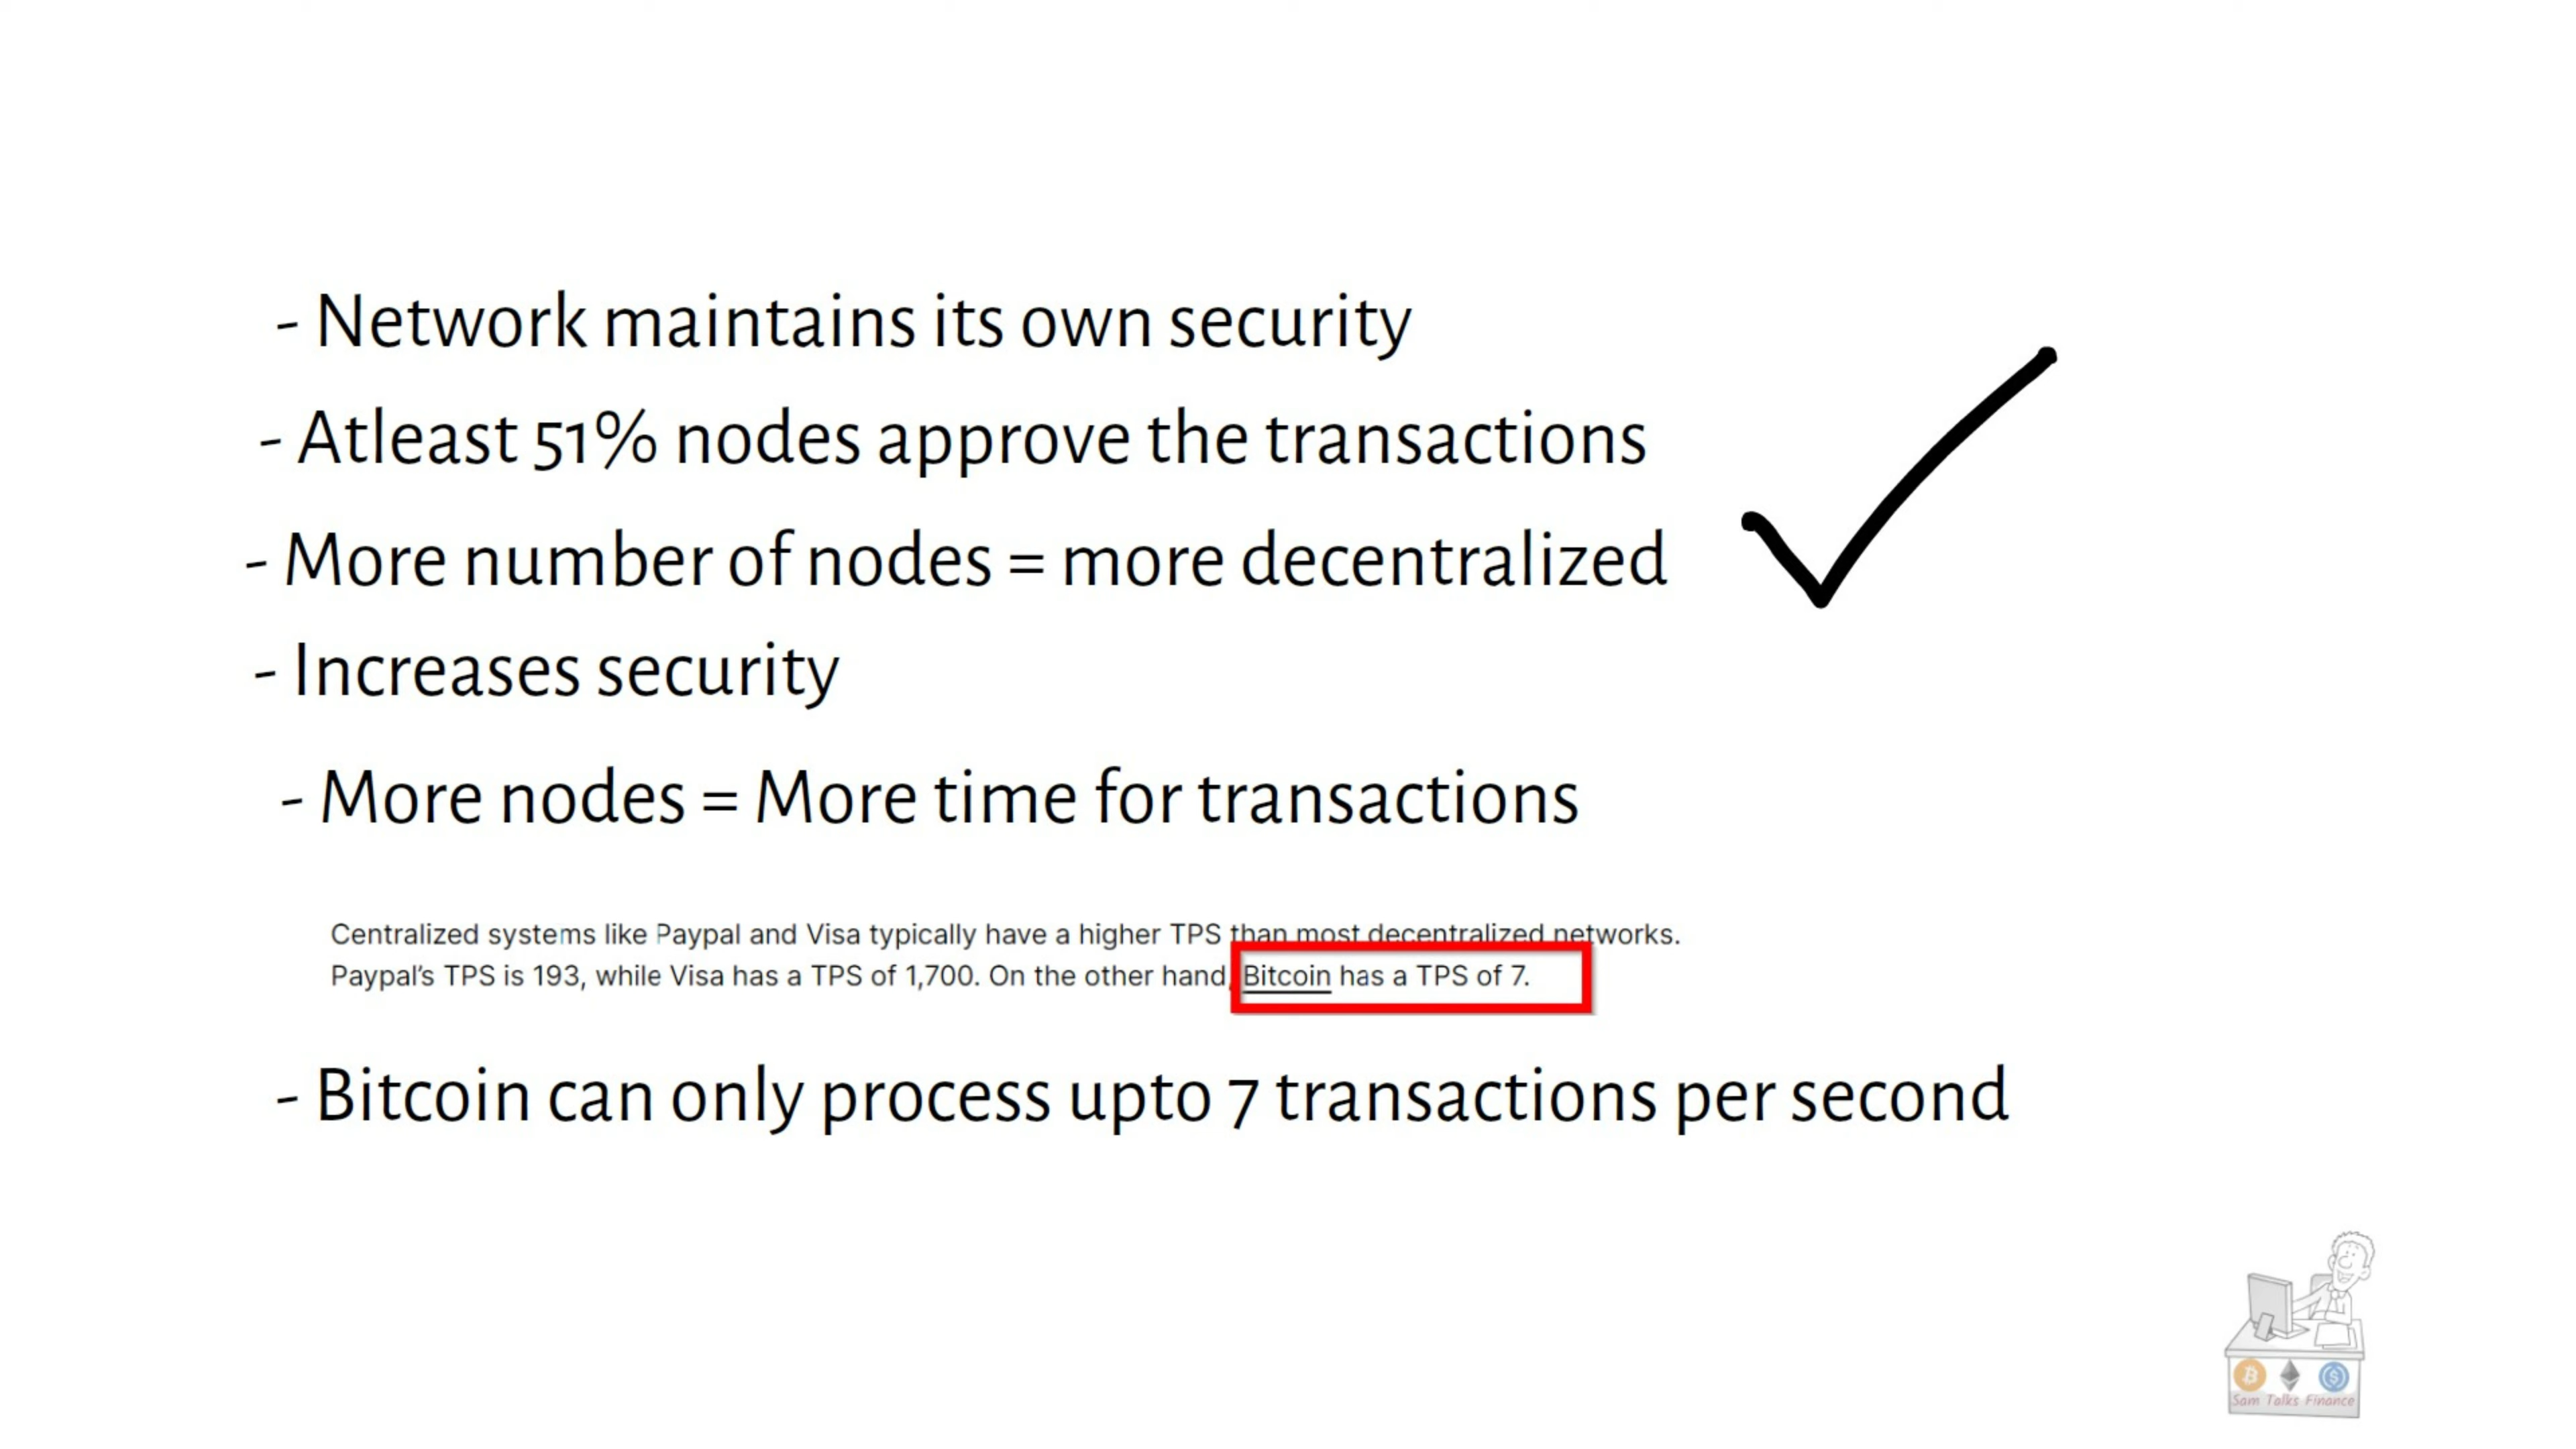 - Network maintains its own security
- Atleast 51% nodes approve the transactions
- More number of nodes = more decentralized
- Increases security
- More nodes = More time for transactions
Centralized systems like Paypal and Visa typically have a higher TPS than most decentralized networks.
Paypal's TPS is 193, while Visa has a TPS of 1,700. On the other hand, Bitcoin has a TPS of 7.
- Bitcoin can only process upto 7 transactions per second
Sam Talks Finance